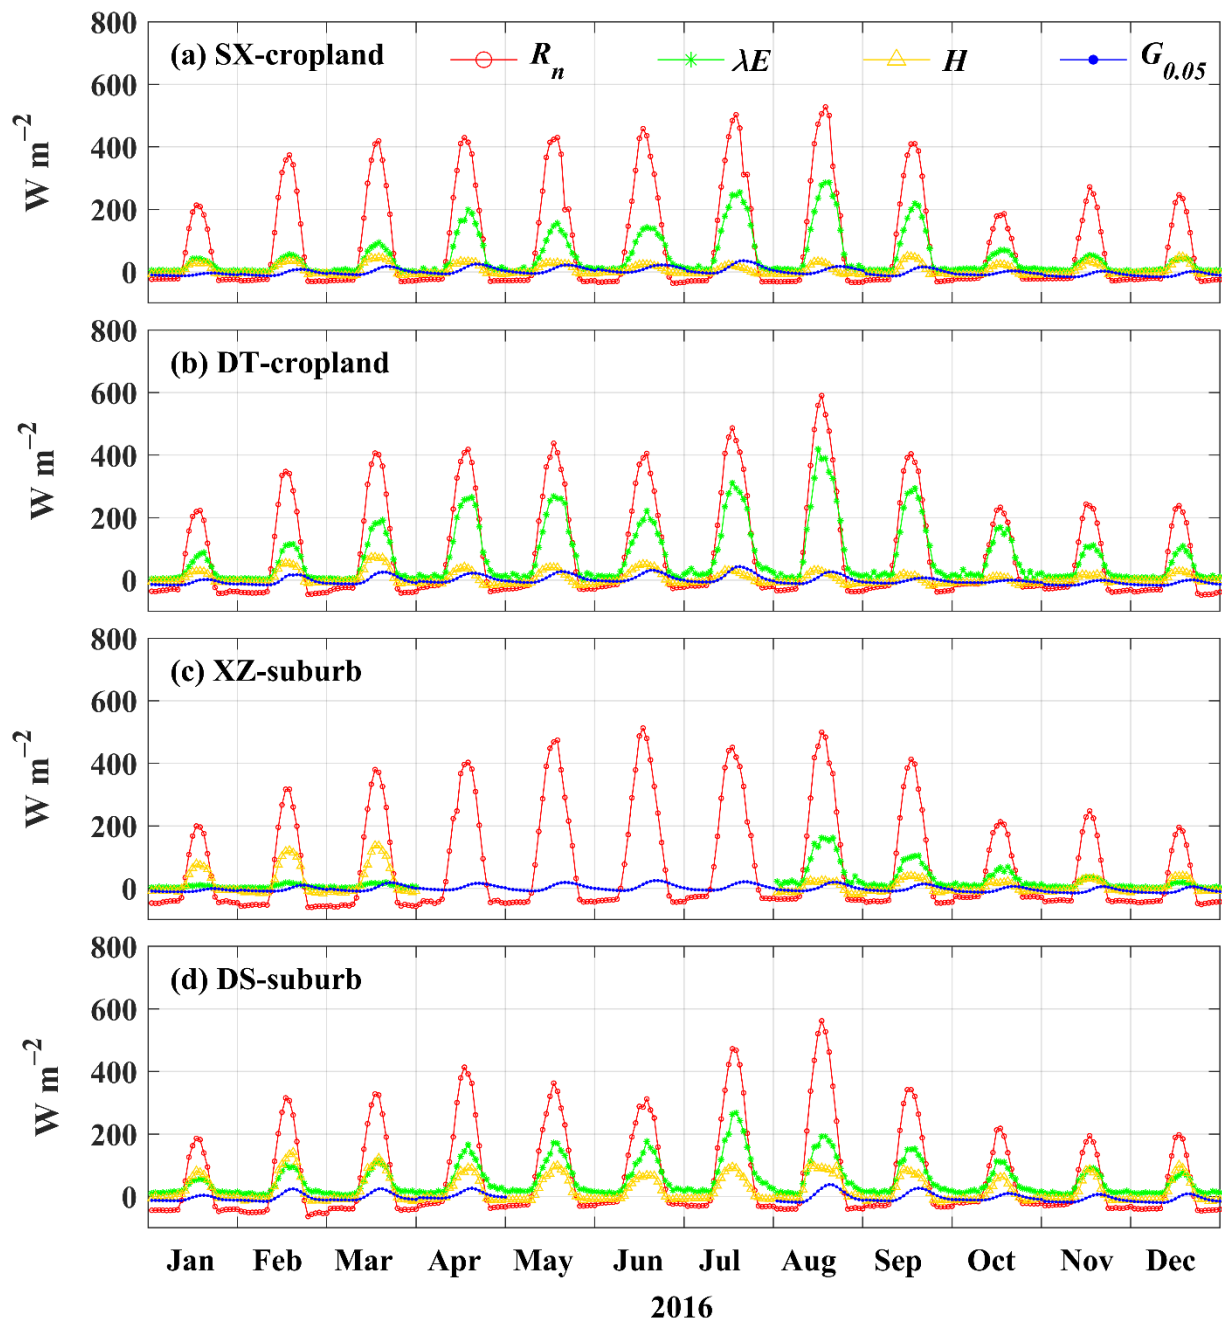 800
(a) SX-cropland
R_n
λE
H
G_0.05
600
400
200
0
W m−2
800
(b) DT-cropland
600
400
200
0
W m−2
800
(c) XZ-suburb
600
400
200
0
W m−2
800
(d) DS-suburb
600
400
200
0
W m−2
Jan Feb Mar Apr May Jun Jul Aug Sep Oct Nov Dec
2016